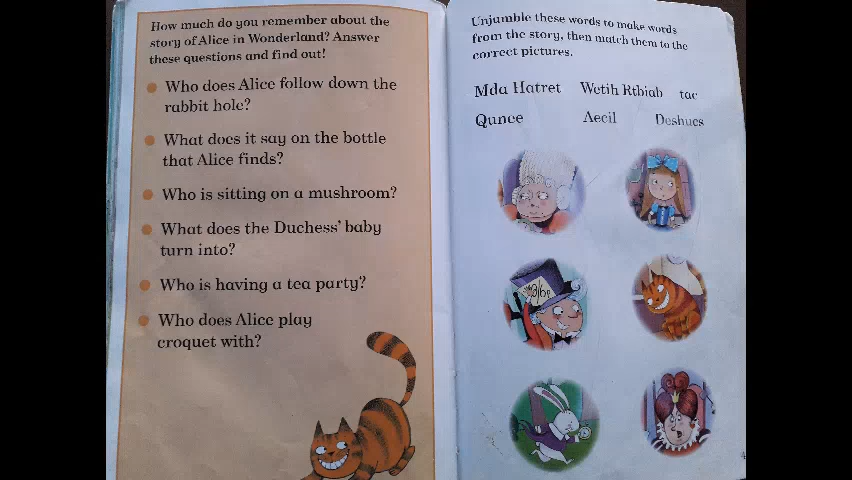 How much do you remember about the
story of Alice in Wonderland? Answer
these questions and find out!
Who does Alice follow down the
rabbit hole?
What does it say on the bottle
that Alice finds?
Who is sitting on a mushroom?
What does the Duchess' baby
turn into?
Who is having a tea party?
Who does Alice play
croquet with?
Unjumble these words to make words
from the story, then match them to the
correct pictures.
Mda Hatret Wetih Rtbiab tac
Qunee Aecil Deshucs